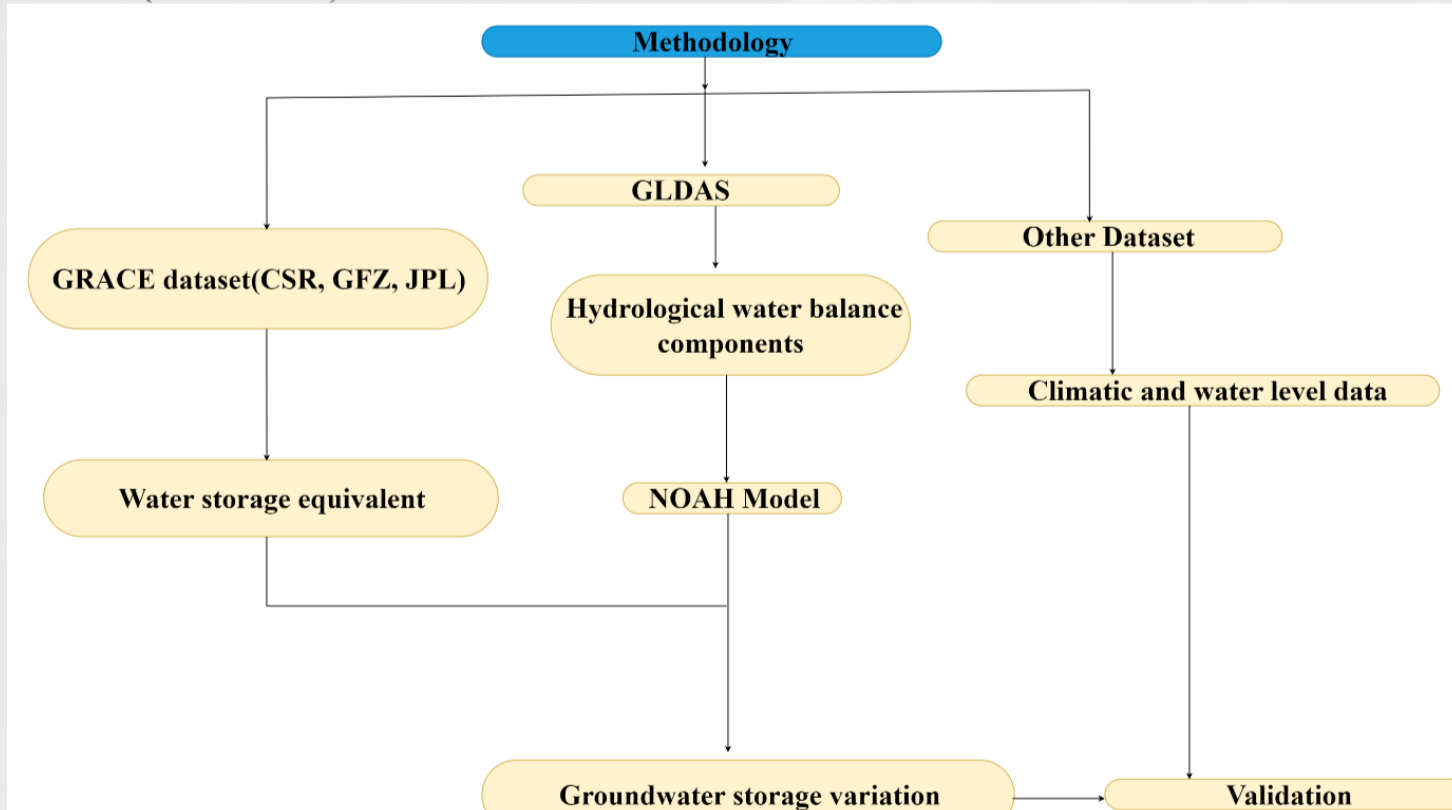 Methodology
GLDAS
Other Dataset
GRACE dataset(CSR, GFZ, JPL)
Hydrological water balance
components
Climatic and water level data
Water storage equivalent
NOAH Model
Groundwater storage variation
Validation